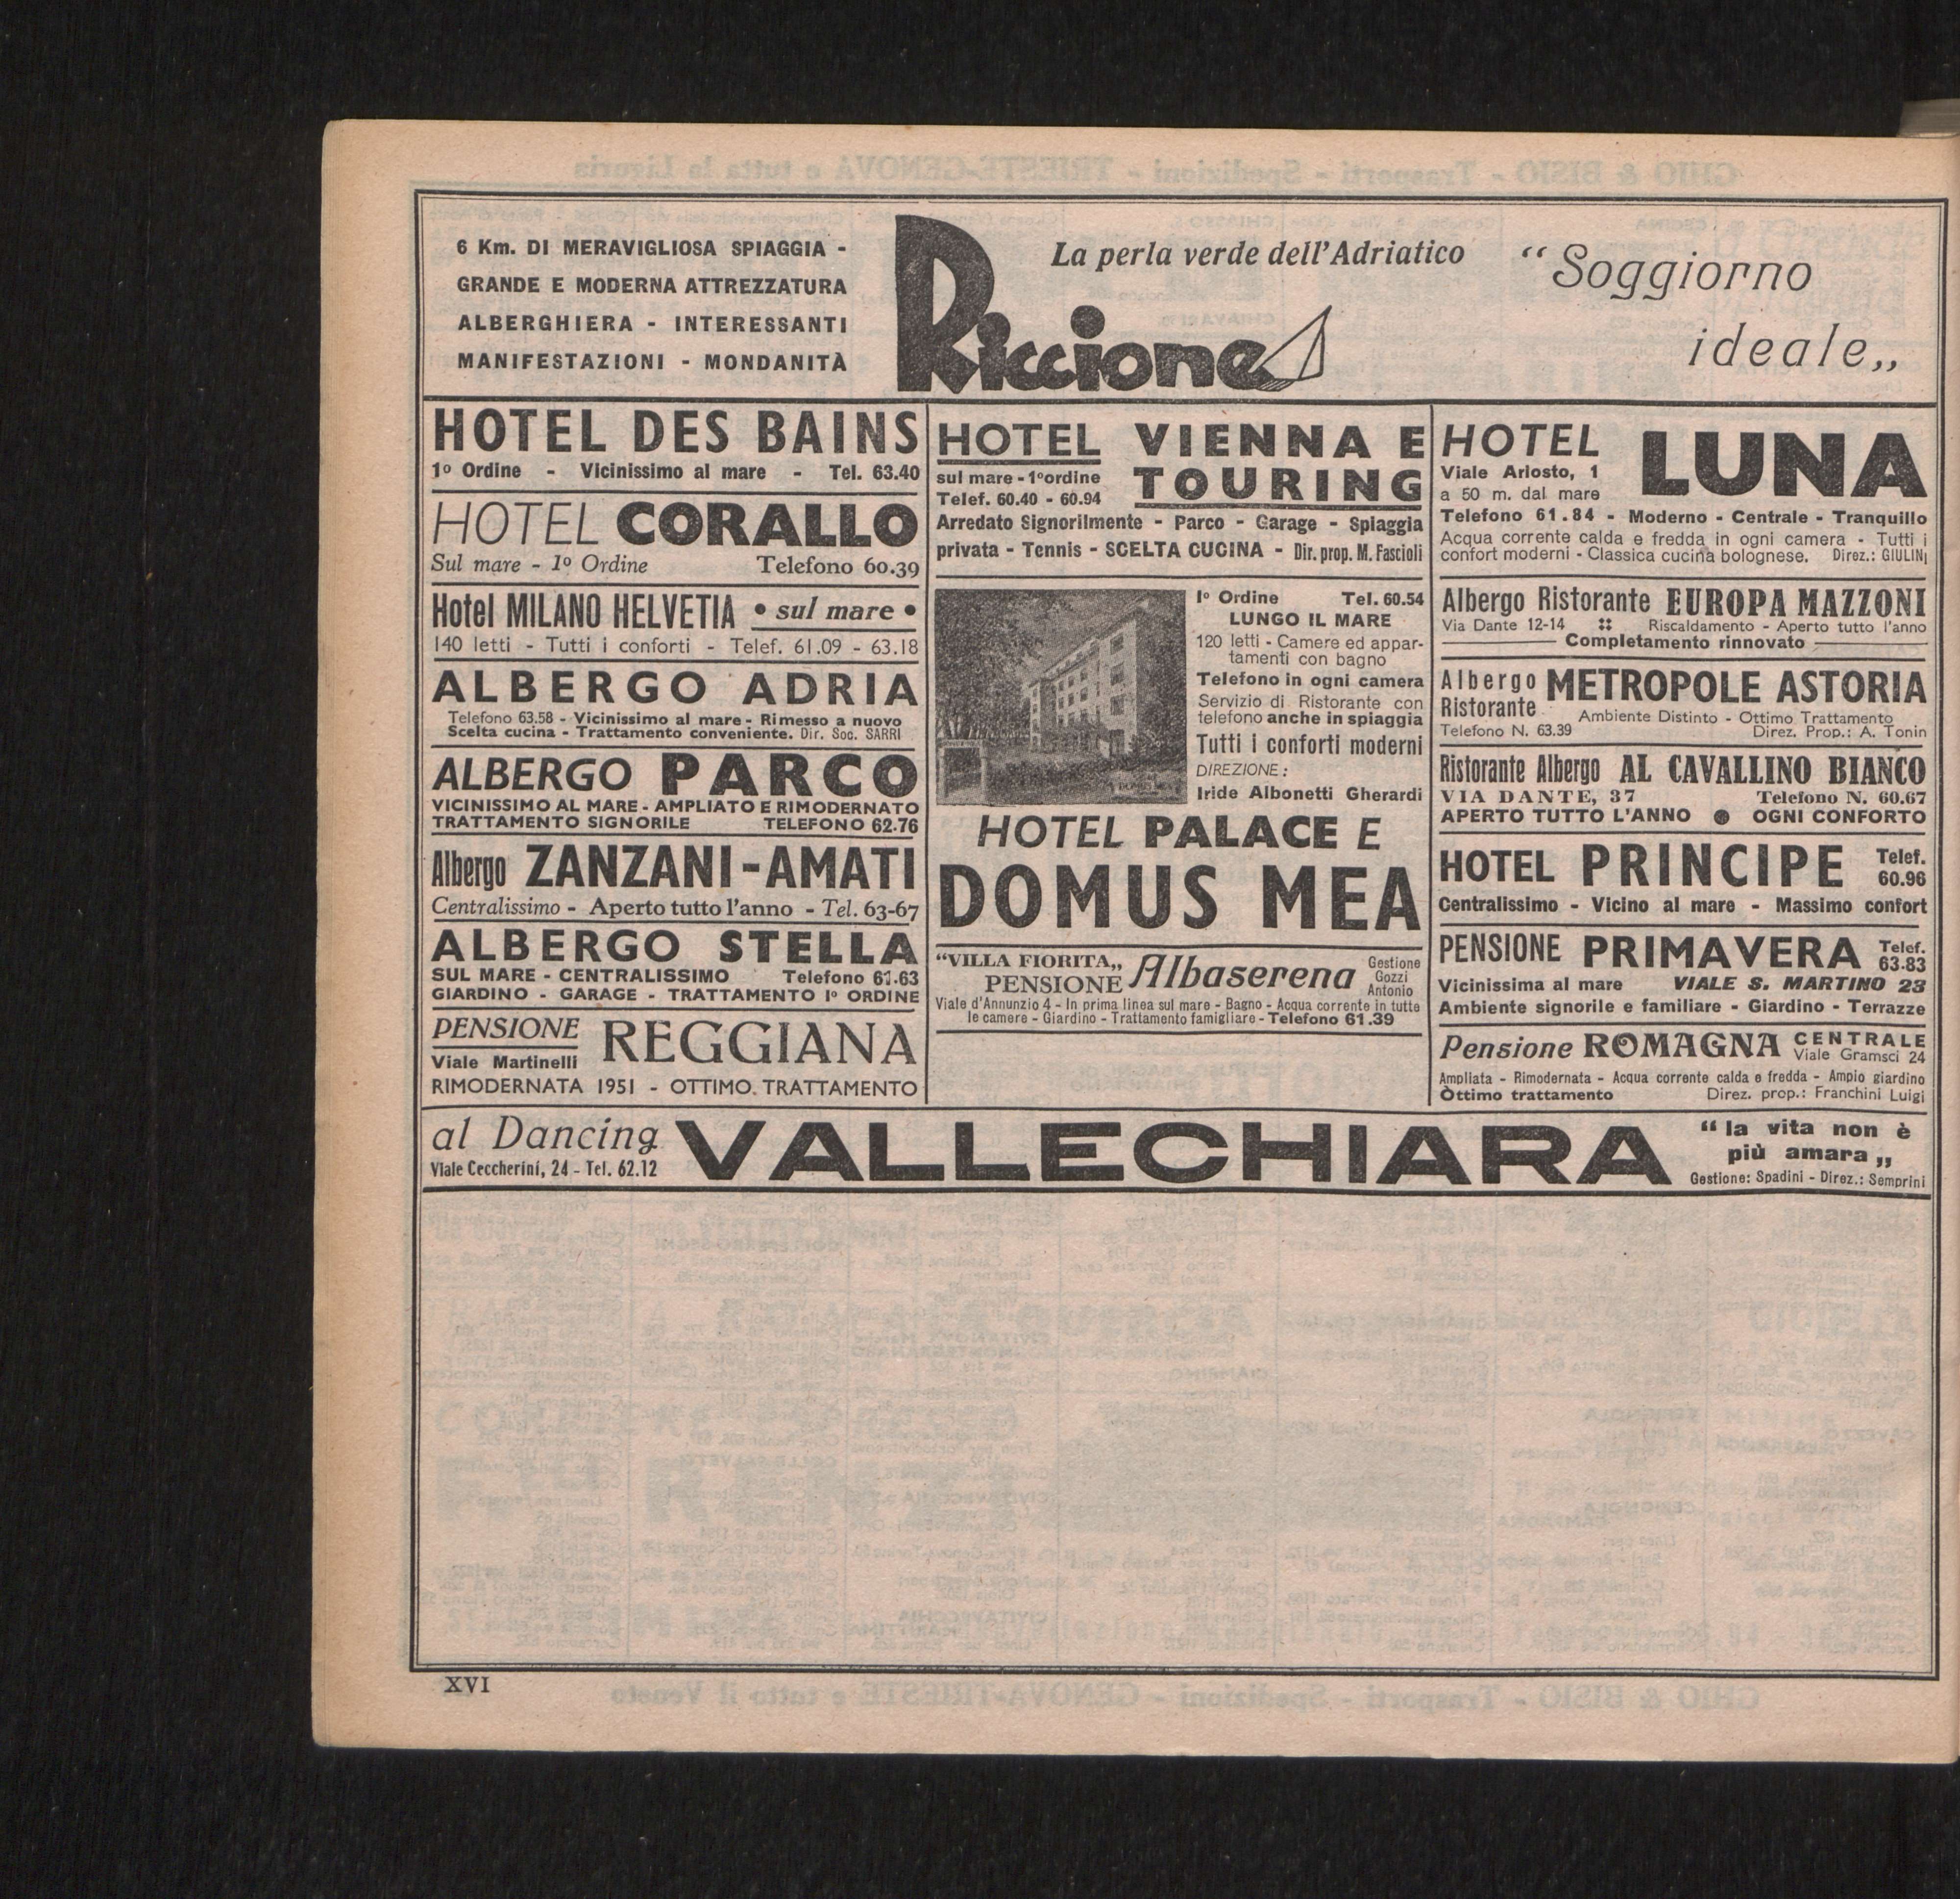 6 Km. DI MERAVIGLIOSA SPIAGGIA -
GRANDE E MODERNA ATTREZZATURA
ALBERGHIERA - INTERESSANTI
MANIFESTAZIONI - MONDANITÀ
Riccione
La perla verde dell'Adriatico
"Soggiorno
ideale„
HOTEL DES BAINS
1º Ordine - Vicinissimo al mare - Tel. 63.40
HOTEL CORALLO
Sul mare - 1º Ordine Telefono 60.39
Hotel MILANO HELVETIA • sul mare •
140 letti - Tutti i conforti - Telef. 61.09 - 63.18
ALBERGO ADRIA
Telefono 63.58 - Vicinissimo al mare - Rimesso a nuovo
Scelta cucina - Trattamento conveniente. Dir. Soc. SARRI
ALBERGO PARCO
VICINISSIMO AL MARE - AMPLIATO E RIMODERNATO
TRATTAMENTO SIGNORILE TELEFONO 62.76
Albergo ZANZANI-AMATI
Centralissimo - Aperto tutto l'anno - Tel. 63-67
ALBERGO STELLA
SUL MARE - CENTRALISSIMO Telefono 61.63
GIARDINO - GARAGE - TRATTAMENTO Iº ORDINE
PENSIONE REGGIANA
Viale Martinelli
RIMODERNATA 1951 - OTTIMO TRATTAMENTO
HOTEL VIENNA E
TOURING
sul mare - 1º ordine
Telef. 60.40 - 60.94
Arredato Signorilmente - Parco - Garage - Spiaggia
privata - Tennis - SCELTA CUCINA - Dir. prop. M. Fascioli
Iº Ordine Tel. 60.54
LUNGO IL MARE
120 letti - Camere ed appar-
tamenti con bagno
Telefono in ogni camera
Servizio di Ristorante con
telefono anche in spiaggia
Tutti i conforti moderni
DIREZIONE:
Iride Albonetti Gherardi
HOTEL PALACE E
DOMUS MEA
"VILLA FIORITA„
PENSIONE Albaserena
Gestione
Gozzi
Antonio
Viale d'Annunzio 4 - In prima linea sul mare - Bagno - Acqua corrente in tutte
le camere - Giardino - Trattamento famigliare - Telefono 61.39
HOTEL LUNA
Viale Ariosto, 1
a 50 m. dal mare
Telefono 61.84 - Moderno - Centrale - Tranquillo
Acqua corrente calda e fredda in ogni camera - Tutti i
confort moderni - Classica cucina bolognese. Direz.: GIULINI
Albergo Ristorante EUROPA MAZZONI
Via Dante 12-14 Riscaldamento - Aperto tutto l'anno
Completamento rinnovato
Albergo
Ristorante
METROPOLE ASTORIA
Ambiente Distinto - Ottimo Trattamento
Telefono N. 63.39 Direz. Prop.: A. Tonin
Ristorante Albergo AL CAVALLINO BIANCO
VIA DANTE, 37 Telefono N. 60.67
APERTO TUTTO L'ANNO ● OGNI CONFORTO
HOTEL PRINCIPE Telef.
60.96
Centralissimo - Vicino al mare - Massimo confort
PENSIONE PRIMAVERA Telef.
63.83
Vicinissima al mare VIALE S. MARTINO 23
Ambiente signorile e familiare - Giardino - Terrazze
Pensione ROMAGNA CENTRALE
Viale Gramsci 24
Ampliata - Rimodernata - Acqua corrente calda e fredda - Ampio giardino
Ottimo trattamento Direz. prop.: Franchini Luigi
al Dancing
Viale Ceccherini, 24 - Tel. 62.12
VALLECHIARA
"la vita non è
più amara„
Gestione: Spadini - Direz.: Semprini
XVI